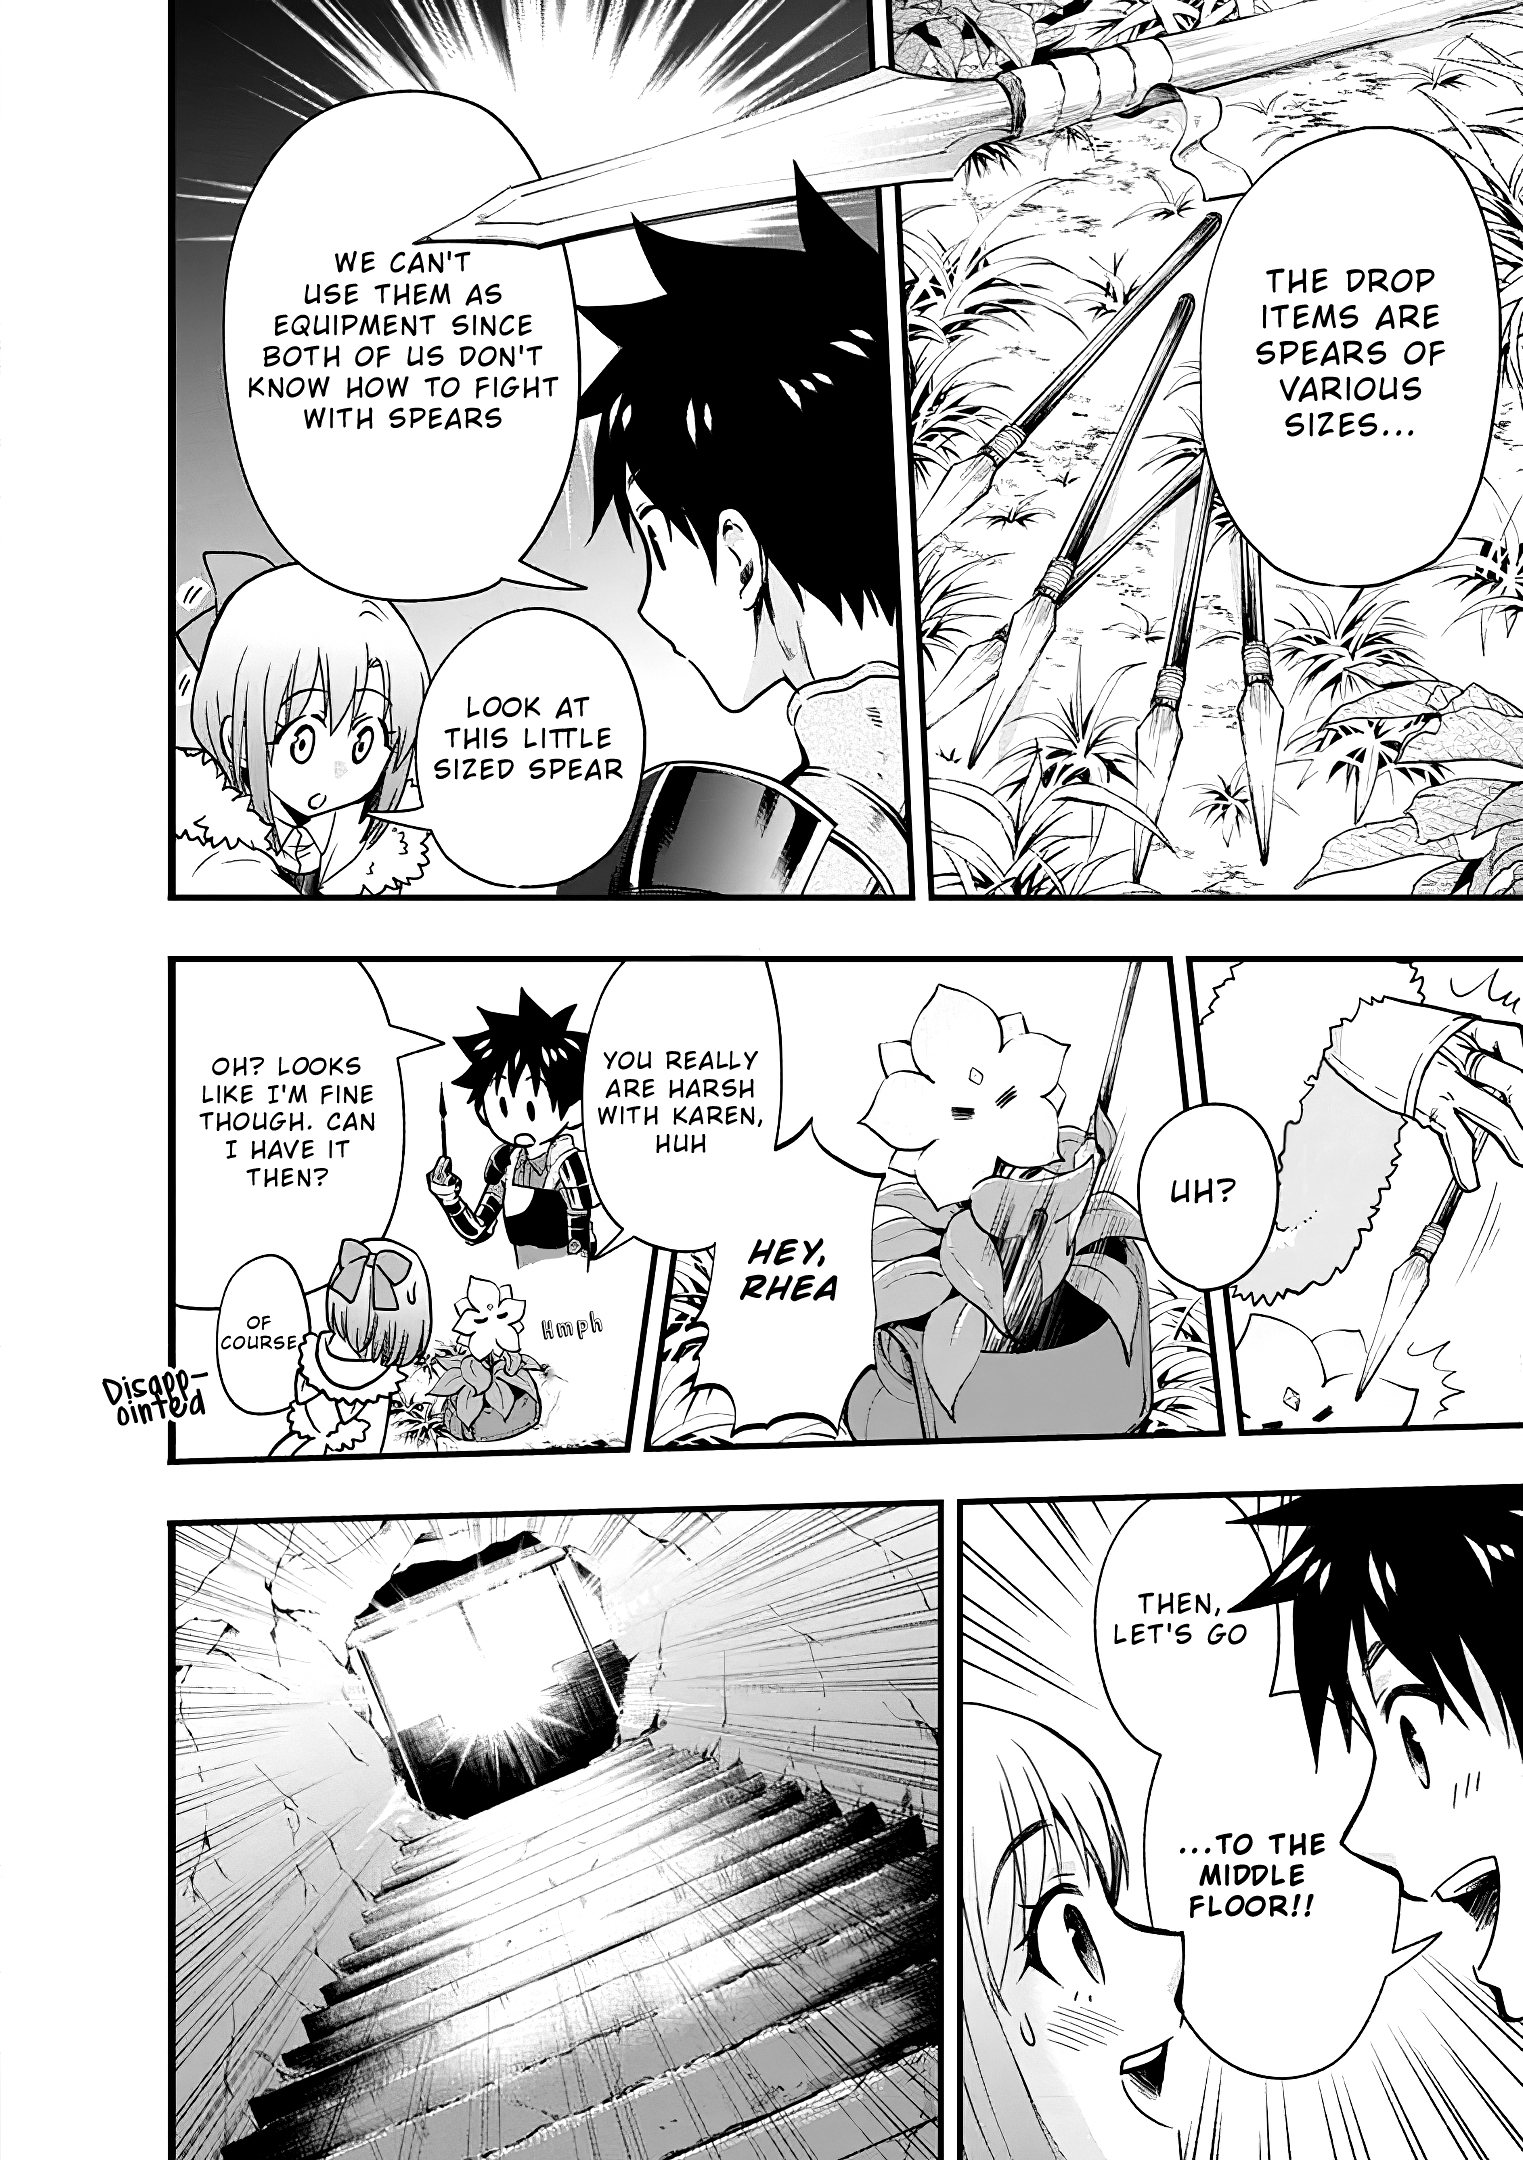 THE DROP
ITEMS ARE
SPEARS OF
VARIOUS
SIZES...
WE CAN'T
USE THEM AS
EQUIPMENT SINCE
BOTH OF US DON'T
KNOW HOW TO FIGHT
WITH SPEARS
LOOK AT
THIS LITTLE
SIZED SPEAR
UH?
HEY,
RHEA
YOU REALLY
ARE HARSH
WITH KAREN,
HUH
OH? LOOKS
LIKE I'M FINE
THOUGH. CAN
I HAVE IT
THEN?
Hmph
OF
COURSE
Disapp-
ointed
THEN,
LET'S GO
...TO THE
MIDDLE
FLOOR!!